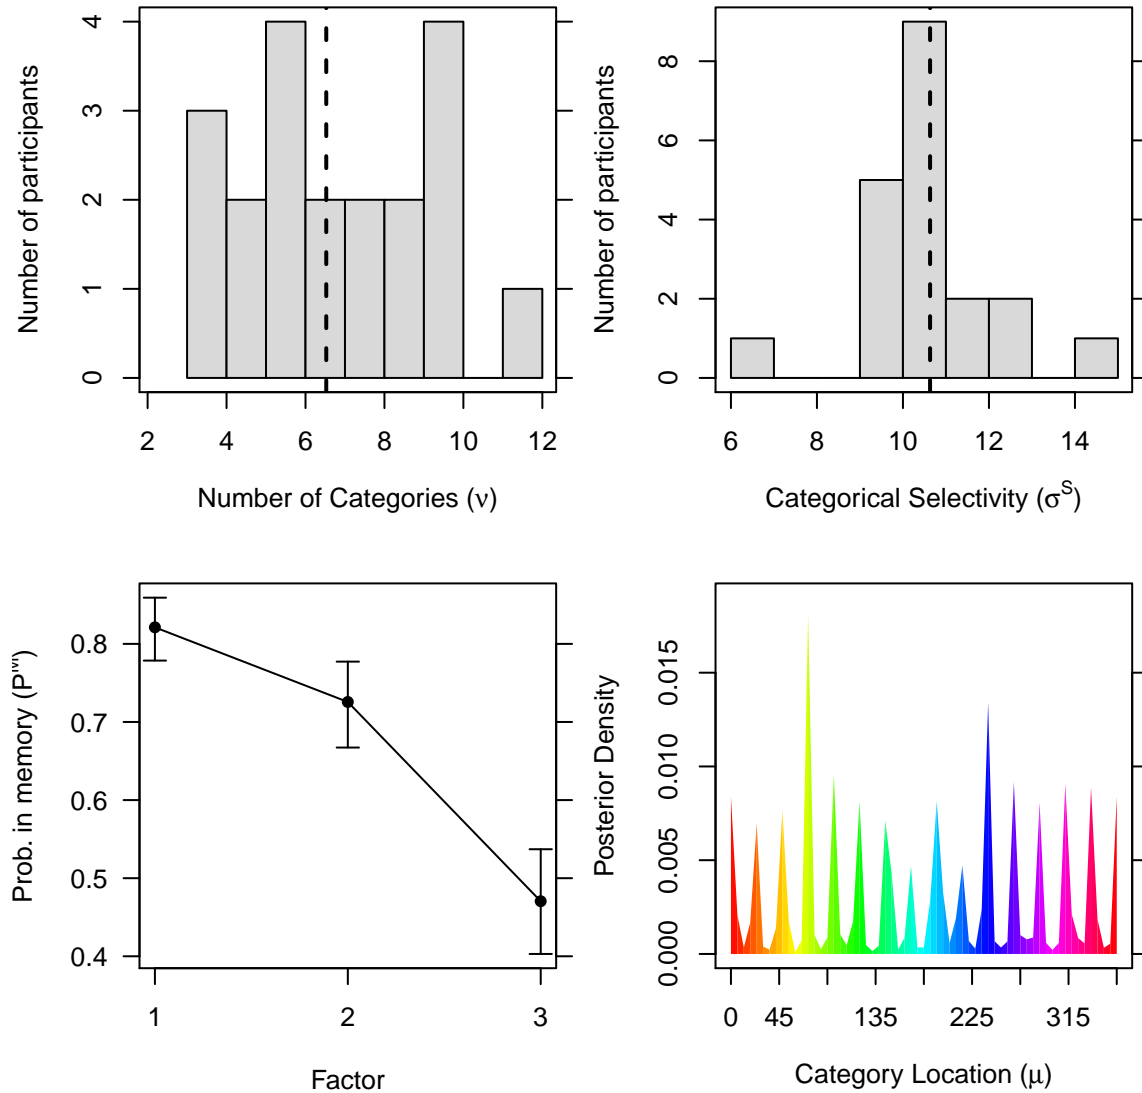 Number of participants
4
3
2
1
0
2 4 6 8 10 12
Number of Categories (ν)
Number of participants
8
6
4
2
0
6 8 10 12 14
Categorical Selectivity (σ^S)
Prob. in memory (P^M)
0.8
0.7
0.6
0.5
0.4
1 2 3
Factor
Posterior Density
0.015
0.010
0.005
0.000
0 45 135 225 315
Category Location (μ)